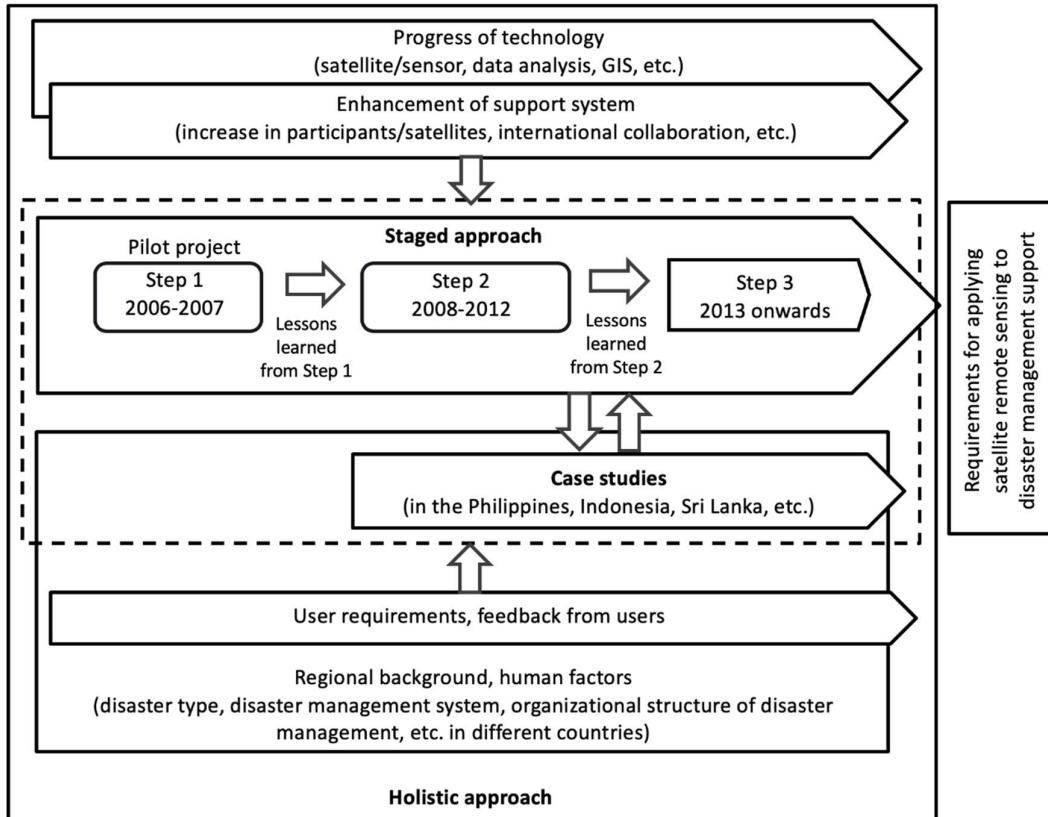 Progress of technology
(satellite/sensor, data analysis, GIS, etc.)
Enhancement of support system
(increase in participants/satellites, international collaboration, etc.)
Staged approach
Pilot project
Step 1
2006-2007
Lessons
learned
from Step 1
Step 2
2008-2012
Lessons
learned
from Step 2
Step 3
2013 onwards
Case studies
(in the Philippines, Indonesia, Sri Lanka, etc.)
User requirements, feedback from users
Regional background, human factors
(disaster type, disaster management system, organizational structure of disaster
management, etc. in different countries)
Holistic approach
Requirements for applying
satellite remote sensing to
disaster management support